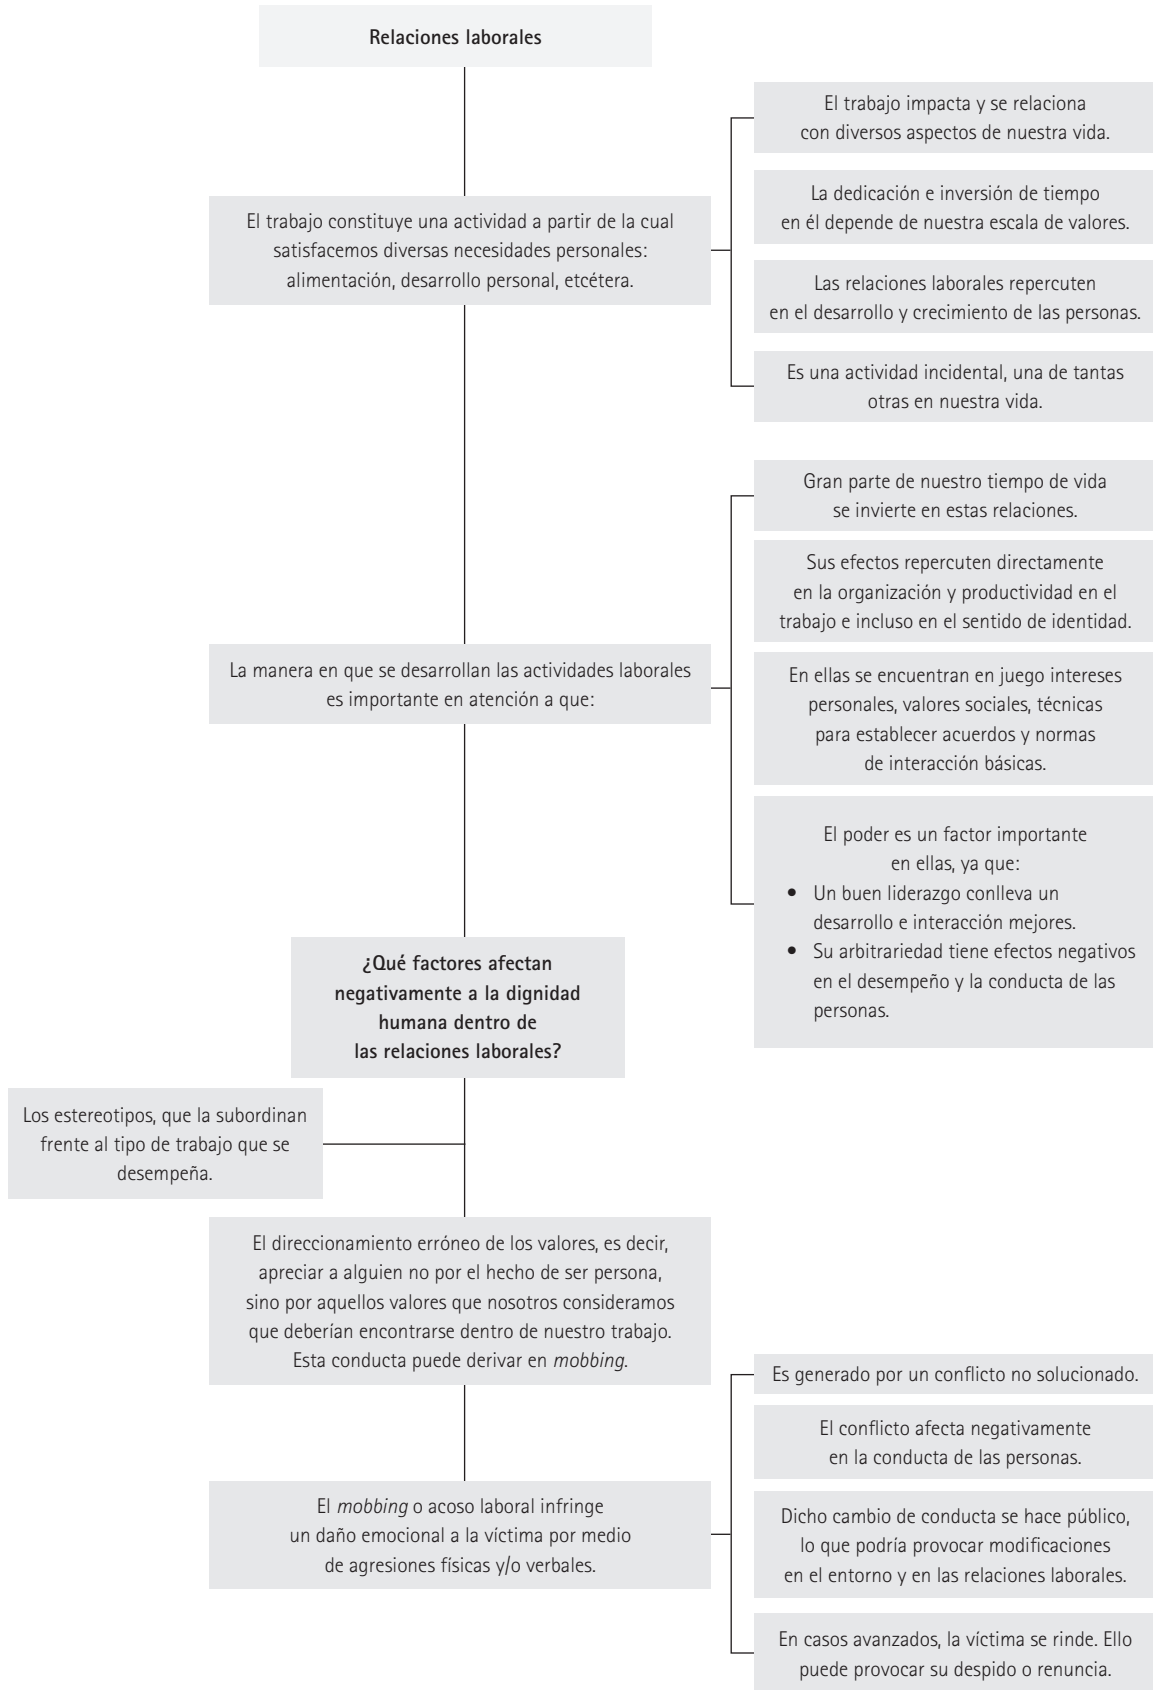 Relaciones laborales
El trabajo constituye una actividad a partir de la cual
satisfacemos diversas necesidades personales:
alimentación, desarrollo personal, etcétera.
El trabajo impacta y se relaciona
con diversos aspectos de nuestra vida.
La dedicación e inversión de tiempo
en él depende de nuestra escala de valores.
Las relaciones laborales repercuten
en el desarrollo y crecimiento de las personas.
Es una actividad incidental, una de tantas
otras en nuestra vida.
La manera en que se desarrollan las actividades laborales
es importante en atención a que:
Gran parte de nuestro tiempo de vida
se invierte en estas relaciones.
Sus efectos repercuten directamente
en la organización y productividad en el
trabajo e incluso en el sentido de identidad.
En ellas se encuentran en juego intereses
personales, valores sociales, técnicas
para establecer acuerdos y normas
de interacción básicas.
El poder es un factor importante
en ellas, ya que:
• Un buen liderazgo conlleva un
desarrollo e interacción mejores.
• Su arbitrariedad tiene efectos negativos
en el desempeño y la conducta de las
personas.
¿Qué factores afectan
negativamente a la dignidad
humana dentro de
las relaciones laborales?
Los estereotipos, que la subordinan
frente al tipo de trabajo que se
desempeña.
El direccionamiento erróneo de los valores, es decir,
apreciar a alguien no por el hecho de ser persona,
sino por aquellos valores que nosotros consideramos
que deberían encontrarse dentro de nuestro trabajo.
Esta conducta puede derivar en mobbing.
El mobbing o acoso laboral infringe
un daño emocional a la víctima por medio
de agresiones físicas y/o verbales.
Es generado por un conflicto no solucionado.
El conflicto afecta negativamente
en la conducta de las personas.
Dicho cambio de conducta se hace público,
lo que podría provocar modificaciones
en el entorno y en las relaciones laborales.
En casos avanzados, la víctima se rinde. Ello
puede provocar su despido o renuncia.